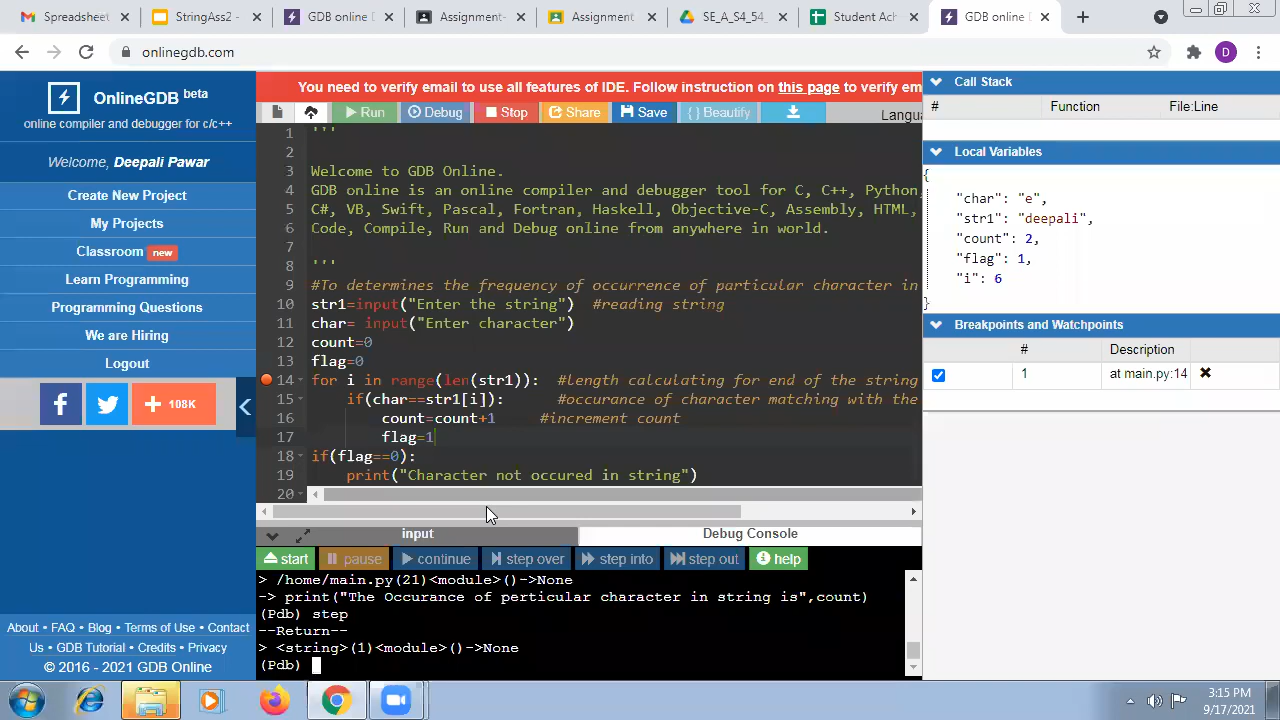 Spreadsheet
StringAss2 -
GDB online
Assignment
Assignment
SE_A_S4_54
Student Ach
GDB online
onlinegdb.com
D
OnlineGDB beta
online compiler and debugger for c/c++
Welcome, Deepali Pawar
Create New Project
My Projects
Classroom new
Learn Programming
Programming Questions
We are Hiring
Logout
108K
About • FAQ • Blog • Terms of Use • Contact
Us • GDB Tutorial • Credits • Privacy
© 2016 - 2021 GDB Online
You need to verify email to use all features of IDE. Follow instruction on this page to verify em
Run Debug Stop Share Save { } Beautify Langua
1 '''
2
3 Welcome to GDB Online.
4 GDB online is an online compiler and debugger tool for C, C++, Python,
5 C#, VB, Swift, Pascal, Fortran, Haskell, Objective-C, Assembly, HTML,
6 Code, Compile, Run and Debug online from anywhere in world.
7
8 '''
9 #To determines the frequency of occurrence of particular character in
10 str1=input("Enter the string")  #reading string
11 char= input("Enter character")
12 count=0
13 flag=0
14 for i in range(len(str1)):  #length calculating for end of the string
15     if(char==str1[i]):      #occurance of character matching with the
16         count=count+1     #increment count
17         flag=1
18 if(flag==0):
19     print("Character not occured in string")
20
input Debug Console
start pause continue step over step into step out help
> /home/main.py(21)<module>()->None
-> print("The Occurance of perticular character in string is",count)
(Pdb) step
--Return--
> <string>(1)<module>()->None
(Pdb)
Call Stack
# Function File:Line
Local Variables
{
"char": "e",
"str1": "deepali",
"count": 2,
"flag": 1,
"i": 6
}
Breakpoints and Watchpoints
# Description
1 at main.py:14
3:15 PM
9/17/2021